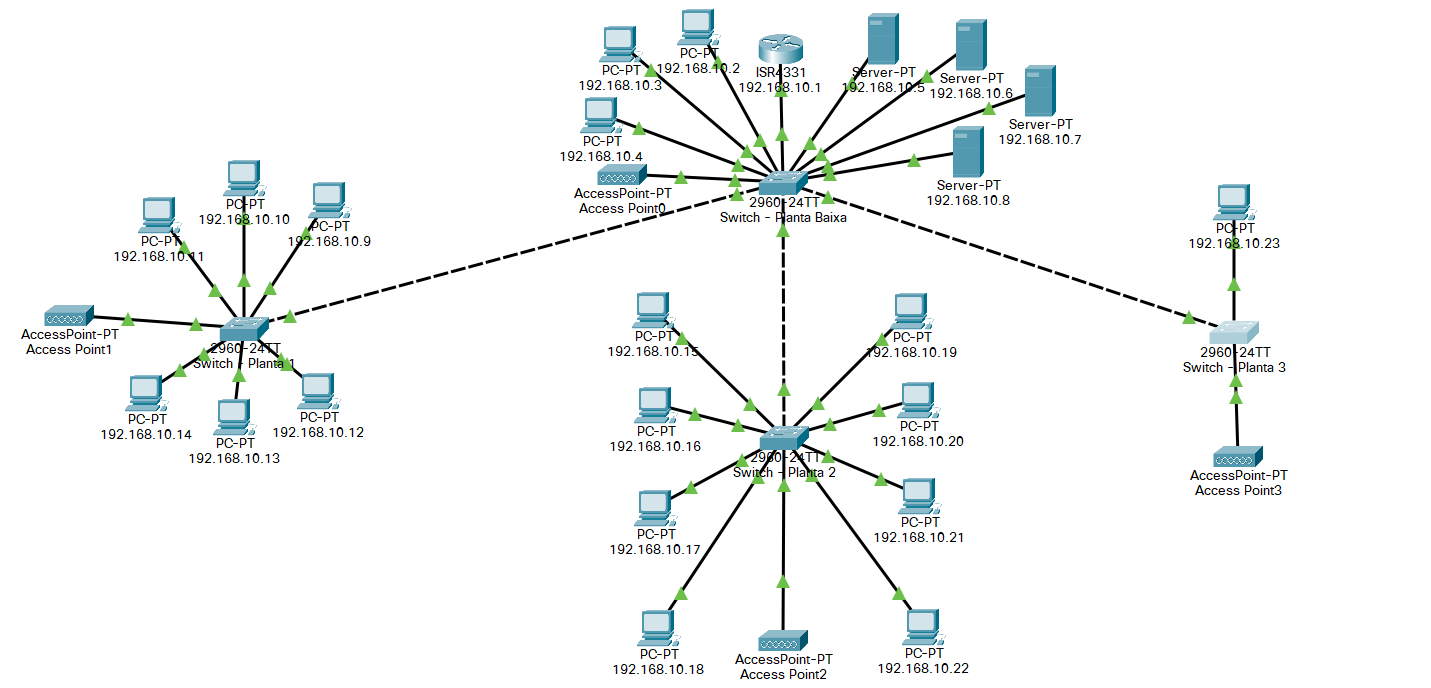 PC-PT
192.168.10.3
PC-PT
192.168.10.2
ISR4331
192.168.10.1
Server-PT
192.168.10.5
Server-PT
192.168.10.6
Server-PT
192.168.10.7
PC-PT
192.168.10.4
Server-PT
192.168.10.8
AccessPoint-PT
Access Point0
2960-24TT
Switch - Planta Baixa
PC-PT
192.168.10.11
PC-PT
192.168.10.10
PC-PT
192.168.10.9
AccessPoint-PT
Access Point1
2960-24TT
Switch - Planta 1
PC-PT
192.168.10.14
PC-PT
192.168.10.13
PC-PT
192.168.10.12
PC-PT
192.168.10.15
PC-PT
192.168.10.19
PC-PT
192.168.10.16
PC-PT
192.168.10.20
2960-24TT
Switch - Planta 2
PC-PT
192.168.10.17
PC-PT
192.168.10.21
PC-PT
192.168.10.18
AccessPoint-PT
Access Point2
PC-PT
192.168.10.22
PC-PT
192.168.10.23
2960-24TT
Switch - Planta 3
AccessPoint-PT
Access Point3